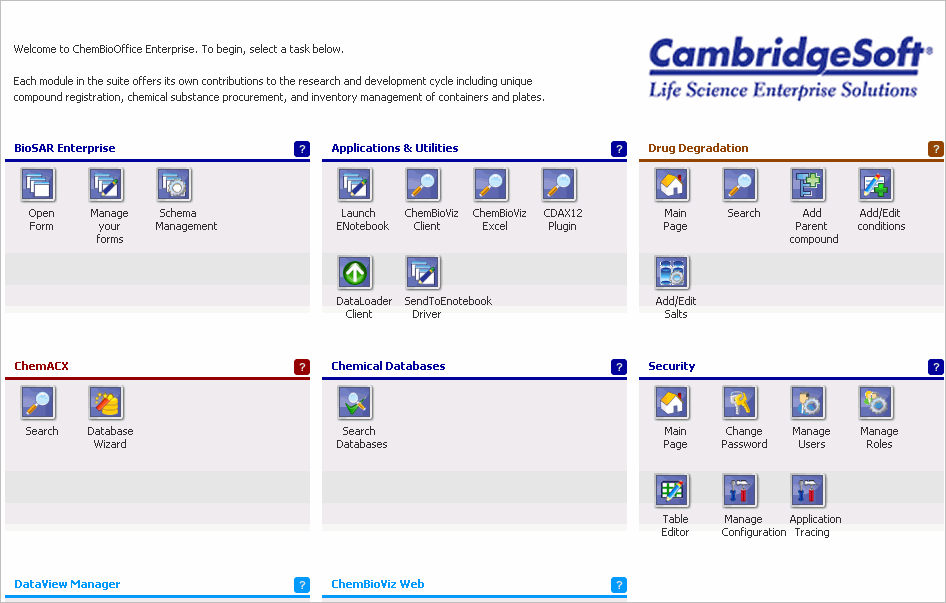 Welcome to ChemBioOffice Enterprise. To begin, select a task below.
Each module in the suite offers its own contributions to the research and development cycle including unique
compound registration, chemical substance procurement, and inventory management of containers and plates.
CambridgeSoft®
Life Science Enterprise Solutions
BioSAR Enterprise ?
Open
Form
Manage
your
forms
Schema
Management
Applications & Utilities ?
Launch
ENotebook
ChemBioViz
Client
ChemBioViz
Excel
CDAX12
Plugin
DataLoader
Client
SendToEnotebook
Driver
Drug Degradation ?
Main
Page
Search
Add
Parent
compound
Add/Edit
conditions
Add/Edit
Salts
ChemACX ?
Search
Database
Wizard
Chemical Databases ?
Search
Databases
Security ?
Main
Page
Change
Password
Manage
Users
Manage
Roles
Table
Editor
Manage
Configuration
Application
Tracing
DataView Manager ?
ChemBioViz Web ?